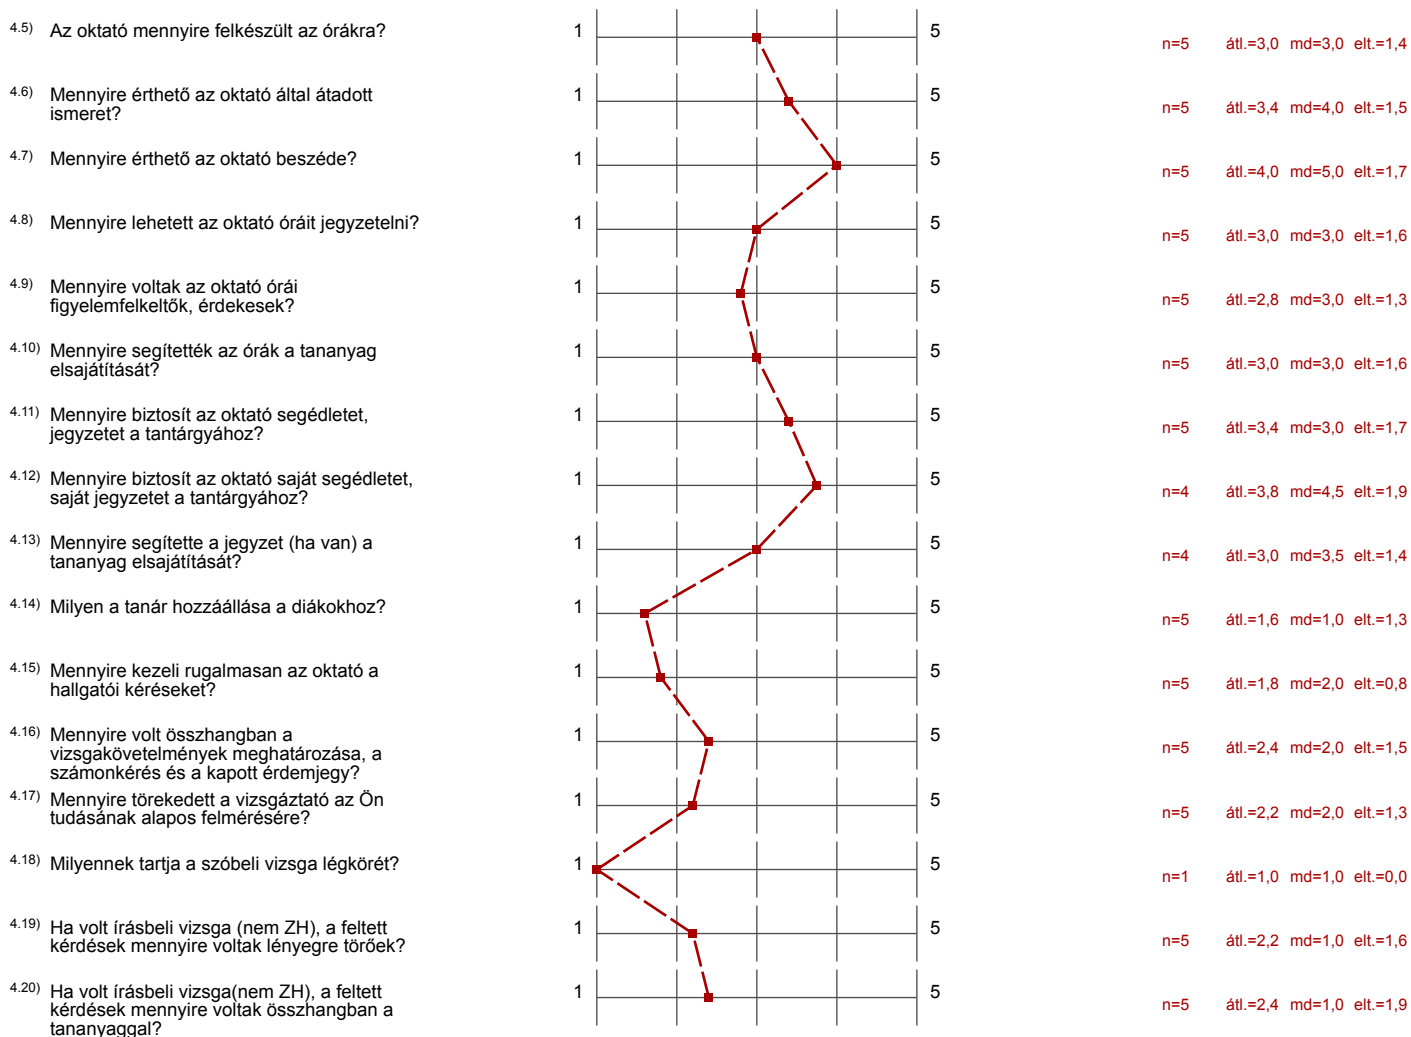 4.5) Az oktató mennyire felkészült az órákra? 1 5 n=5 átl.=3,0 md=3,0 elt.=1,4
4.6) Mennyire érthető az oktató által átadott
ismeret? 1 5 n=5 átl.=3,4 md=4,0 elt.=1,5
4.7) Mennyire érthető az oktató beszéde? 1 5 n=5 átl.=4,0 md=5,0 elt.=1,7
4.8) Mennyire lehetett az oktató óráit jegyzetelni? 1 5 n=5 átl.=3,0 md=3,0 elt.=1,6
4.9) Mennyire voltak az oktató órái
figyelemfelkeltők, érdekesek? 1 5 n=5 átl.=2,8 md=3,0 elt.=1,3
4.10) Mennyire segítették az órák a tananyag
elsajátítását? 1 5 n=5 átl.=3,0 md=3,0 elt.=1,6
4.11) Mennyire biztosít az oktató segédletet,
jegyzetet a tantárgyához? 1 5 n=5 átl.=3,4 md=3,0 elt.=1,7
4.12) Mennyire biztosít az oktató saját segédletet,
saját jegyzetet a tantárgyához? 1 5 n=4 átl.=3,8 md=4,5 elt.=1,9
4.13) Mennyire segítette a jegyzet (ha van) a
tananyag elsajátítását? 1 5 n=4 átl.=3,0 md=3,5 elt.=1,4
4.14) Milyen a tanár hozzáállása a diákokhoz? 1 5 n=5 átl.=1,6 md=1,0 elt.=1,3
4.15) Mennyire kezeli rugalmasan az oktató a
hallgatói kéréseket? 1 5 n=5 átl.=1,8 md=2,0 elt.=0,8
4.16) Mennyire volt összhangban a
vizsgakövetelmények meghatározása, a
számonkérés és a kapott érdemjegy? 1 5 n=5 átl.=2,4 md=2,0 elt.=1,5
4.17) Mennyire törekedett a vizsgáztató az Ön
tudásának alapos felmérésére? 1 5 n=5 átl.=2,2 md=2,0 elt.=1,3
4.18) Milyennek tartja a szóbeli vizsga légkörét? 1 5 n=1 átl.=1,0 md=1,0 elt.=0,0
4.19) Ha volt írásbeli vizsga (nem ZH), a feltett
kérdések mennyire voltak lényegre törőek? 1 5 n=5 átl.=2,2 md=1,0 elt.=1,6
4.20) Ha volt írásbeli vizsga(nem ZH), a feltett
kérdések mennyire voltak összhangban a
tananyaggal? 1 5 n=5 átl.=2,4 md=1,0 elt.=1,9